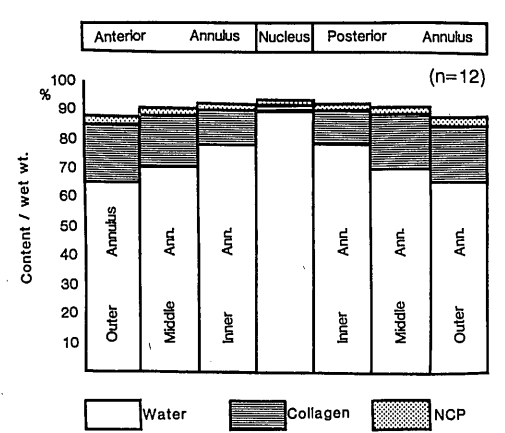 Anterior Annulus Nucleus Posterior Annulus
(n=12)
%
100
90
80
70
60
50
40
30
20
10
Content / wet wt.
Outer Annulus
Middle Ann.
Inner Ann.
Inner Ann.
Middle Ann.
Outer Ann.
Water Collagen NCP